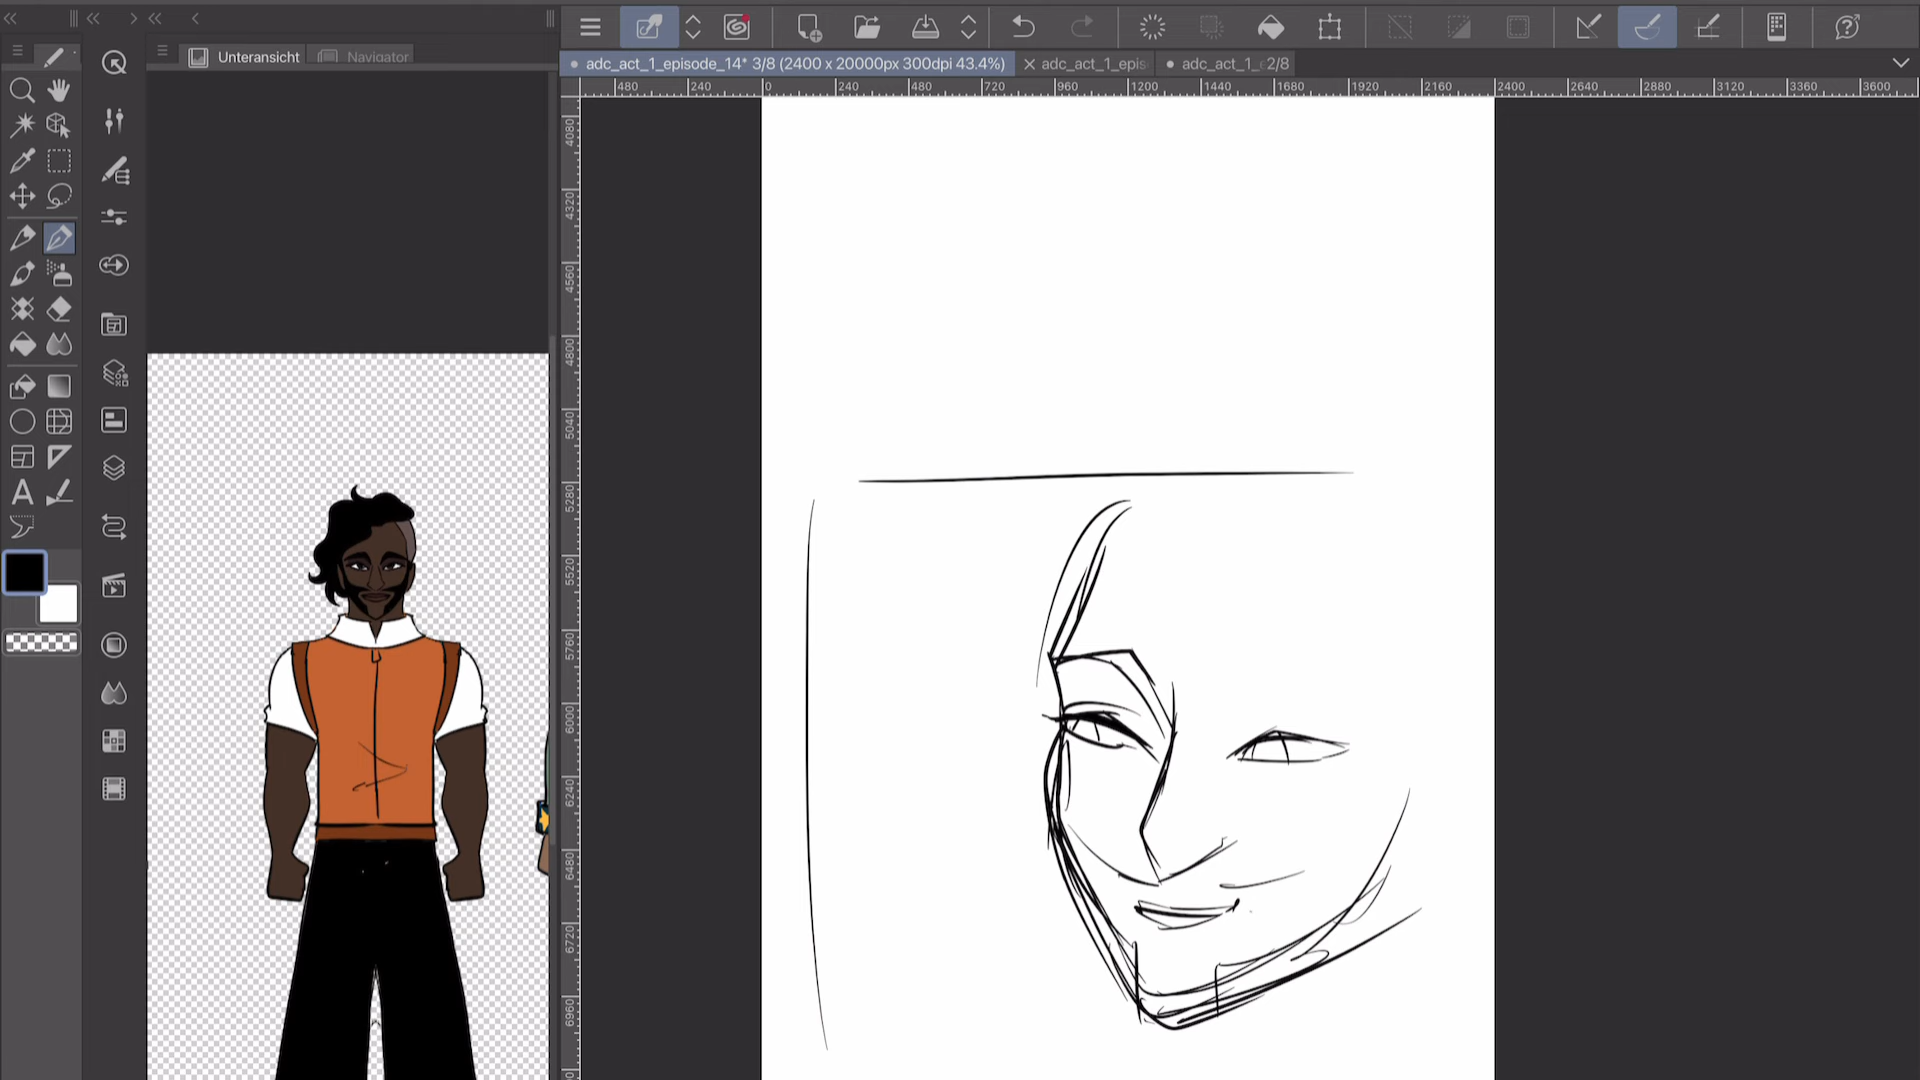 Unteransicht
Navigator
adc_act_1_episode_14* 3/8 (2400 x 20000px 300dpi 43.4%)
adc_act_1_epis
adc_act_1_ 2/8
480 240 0 240 480 720 960 1200 1440 1680 1920 2160 2400 2640 2880 3120 3360 3600
4080
4320
4560
4800
5040
5280
5520
5760
6000
6240
6480
6720
6960
A